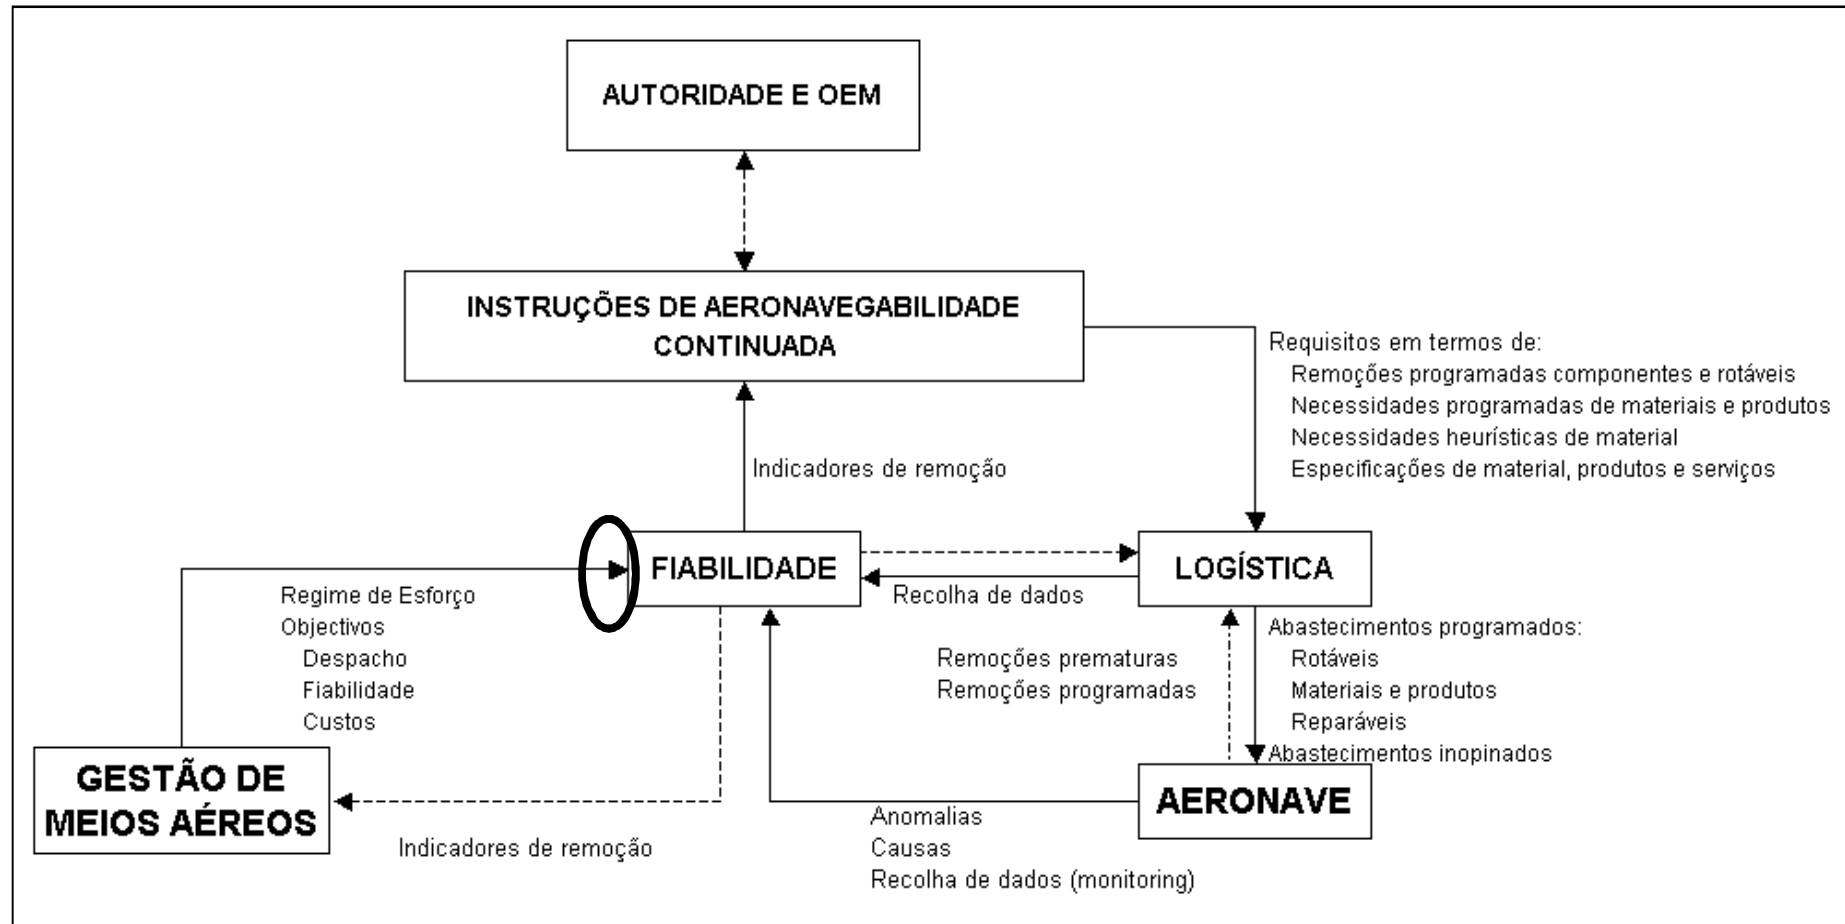 AUTORIDADE E OEM
INSTRUÇÕES DE AERONAVEGABILIDADE
CONTINUADA
Requisitos em termos de:
Remoções programadas componentes e rotáveis
Necessidades programadas de materiais e produtos
Necessidades heurísticas de material
Especificações de material, produtos e serviços
Indicadores de remoção
FIABILIDADE
LOGÍSTICA
Recolha de dados
Regime de Esforço
Objectivos
Despacho
Fiabilidade
Custos
Remoções prematuras
Remoções programadas
Abastecimentos programados:
Rotáveis
Materiais e produtos
Reparáveis
Abastecimentos inopinados
GESTÃO DE
MEIOS AÉREOS
AERONAVE
Indicadores de remoção
Anomalias
Causas
Recolha de dados (monitoring)